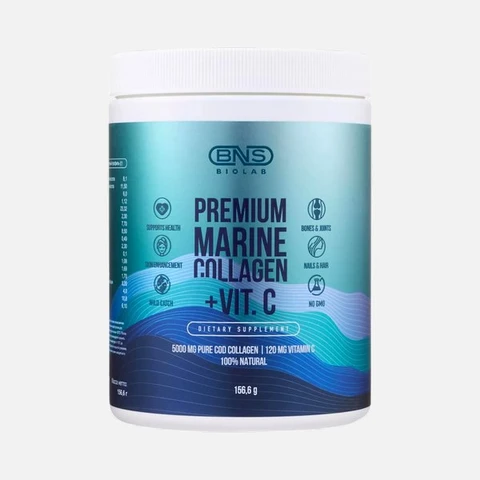 BNS
BIOLAB
PREMIUM
MARINE
COLLAGEN
+VIT. C
SUPPORTS HEALTH
WILD CATCH
BONES & JOINTS
NAILS & HAIR
NO GMO
DIETARY SUPPLEMENT
5000 MG PURE COD COLLAGEN | 120 MG VITAMIN C
100% NATURAL
156,6 g